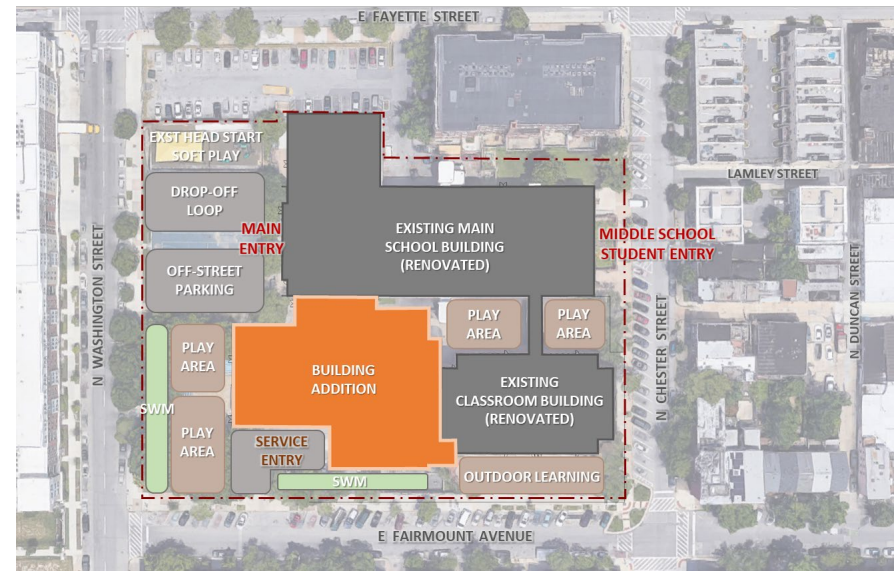 E FAYETTE STREET
EXST HEAD START
SOFT PLAY
DROP-OFF
LOOP
MAIN
ENTRY
EXISTING MAIN
SCHOOL BUILDING
(RENOVATED)
LAMLEY STREET
MIDDLE SCHOOL
STUDENT ENTRY
OFF-STREET
PARKING
N WASHINGTON STREET
N DUNCAN STREET
PLAY
AREA
PLAY
AREA
PLAY
AREA
BUILDING
ADDITION
N CHESTER STREET
EXISTING
CLASSROOM BUILDING
(RENOVATED)
SWM
PLAY
AREA
SERVICE
ENTRY
SWM
OUTDOOR LEARNING
E FAIRMOUNT AVENUE